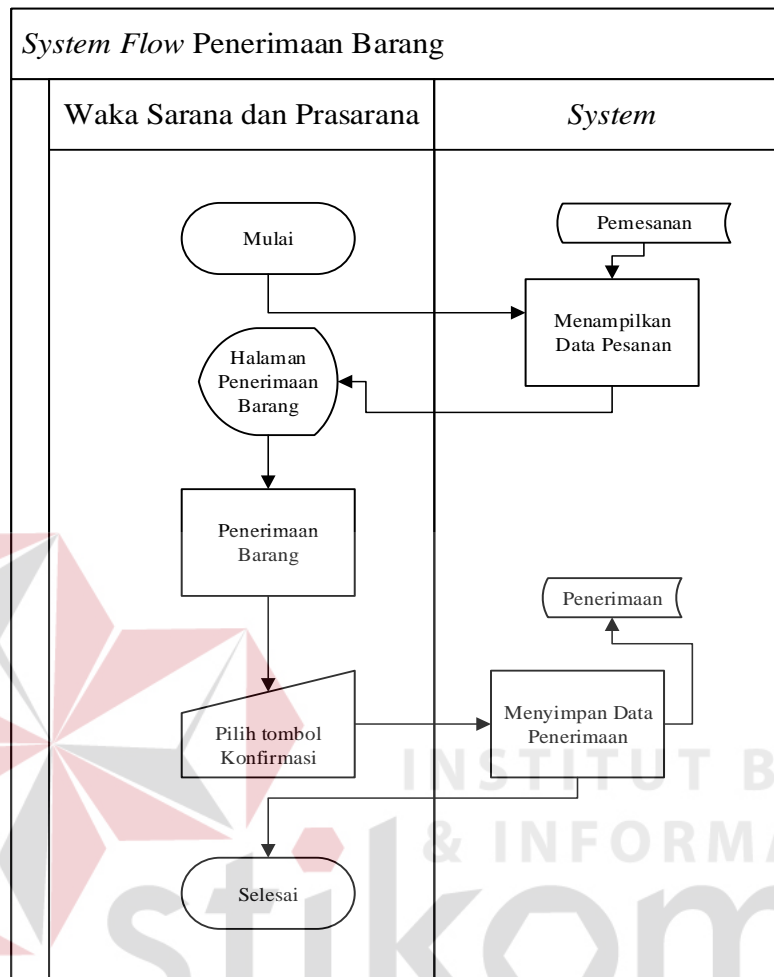 System Flow Penerimaan Barang
Waka Sarana dan Prasarana
System
Mulai
Pemesanan
Menampilkan
Data Pesanan
Halaman
Penerimaan
Barang
Penerimaan
Barang
Penerimaan
Pilih tombol
Konfirmasi
Menyimpan Data
Penerimaan
Selesai
INSTITUT B
& INFORMA
stikom